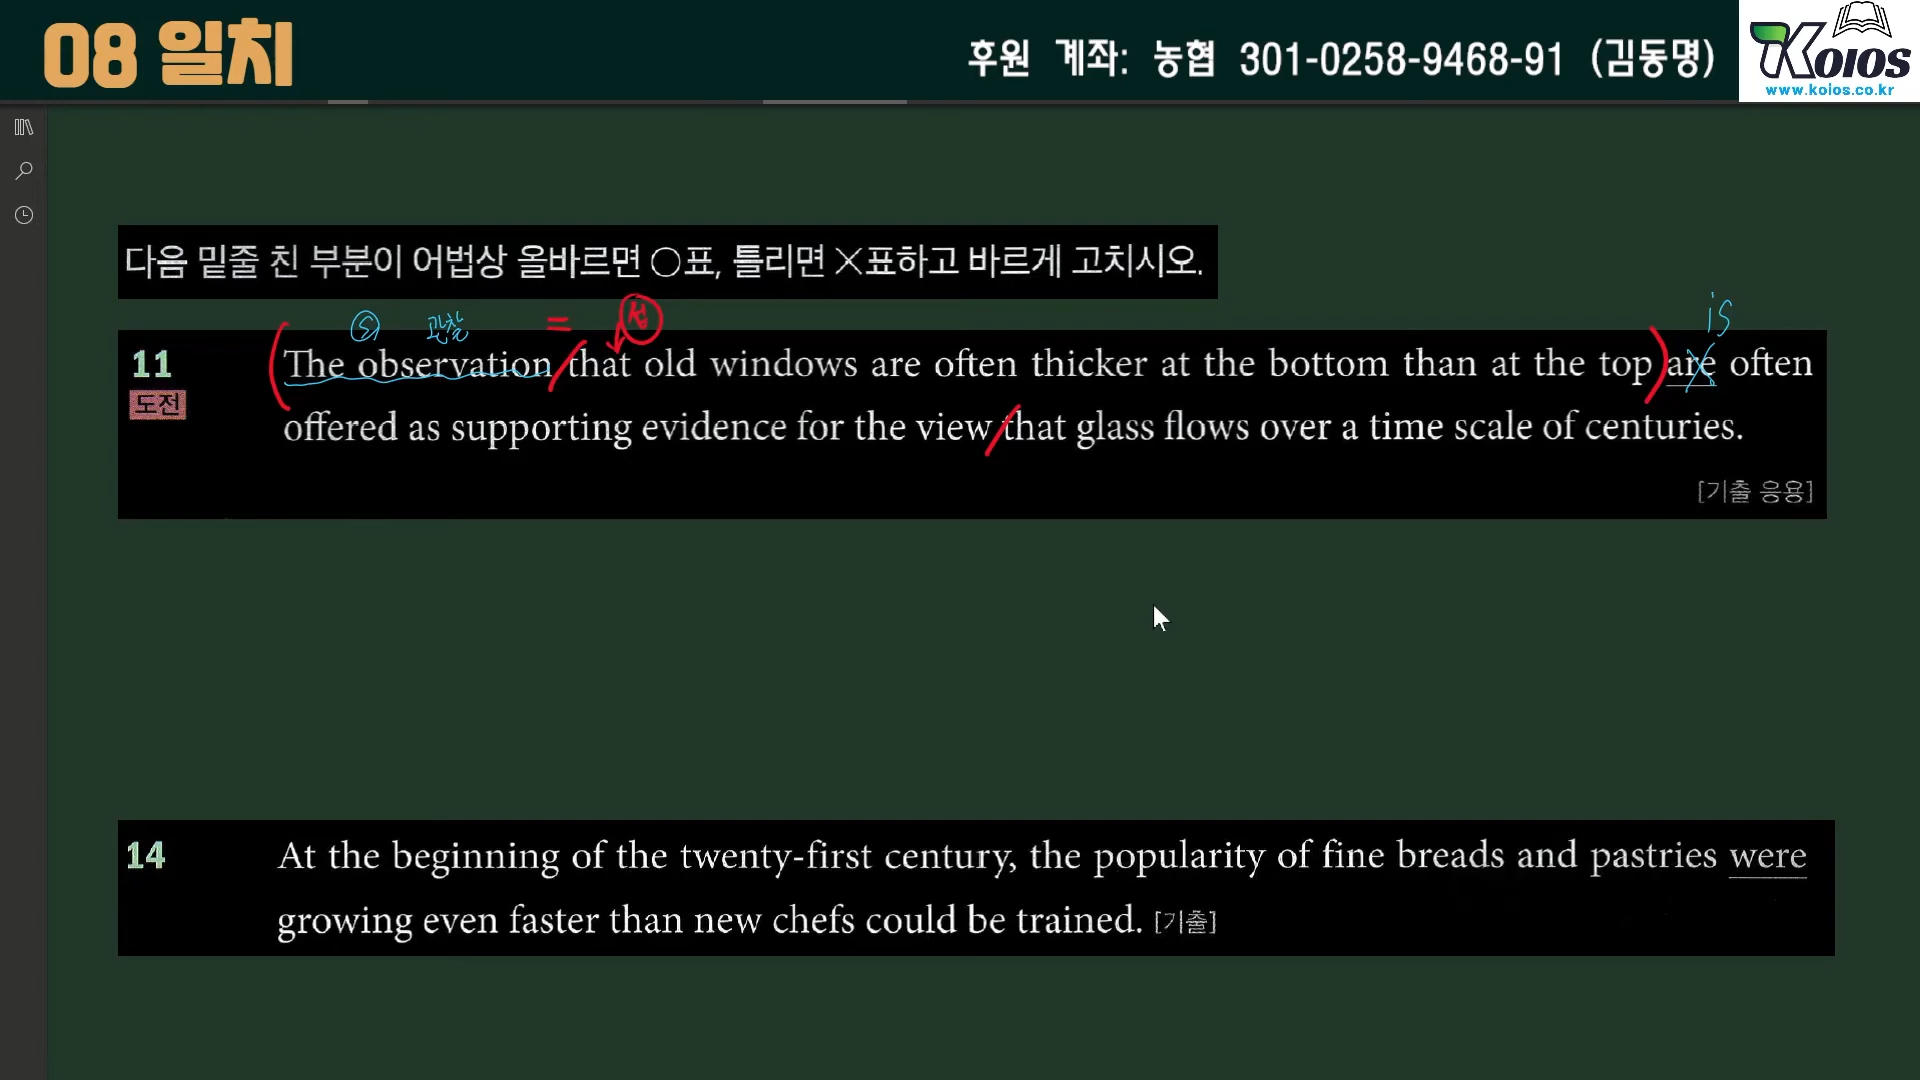 08 일치
후원 계좌: 농협 301-0258-9468-91 (김동명)
KOIOS
www.koios.co.kr
다음 밑줄 친 부분이 어법상 올바르면 ○표, 틀리면 ×표하고 바르게 고치시오.
S 관찰 = 접 is
11 The observation that old windows are often thicker at the bottom than at the top are often
도전
offered as supporting evidence for the view that glass flows over a time scale of centuries.
[기출 응용]
14 At the beginning of the twenty-first century, the popularity of fine breads and pastries were
growing even faster than new chefs could be trained. [기출]